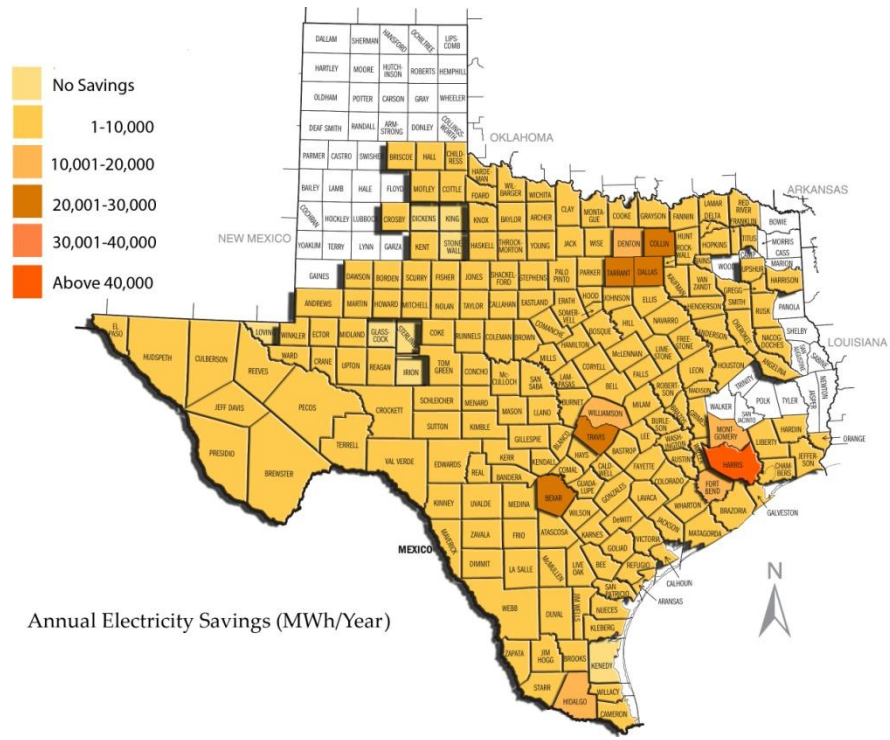 DALLAM SHERMAN HANSFORD OCHILTREE LIPSCOMB
HARTLEY MOORE HUTCHINSON ROBERTS HEMPHILL
OLDHAM POTTER CARSON GRAY WHEELER
DEAF SMITH RANDALL ARMSTRONG DONLEY COLLINGSWORTH
No Savings
1-10,000
10,001-20,000
20,001-30,000
30,001-40,000
Above 40,000
OKLAHOMA
ARKANSAS
NEW MEXICO
LOUISIANA
PARMER CASTRO SWISHER BRISCOE HALL CHILDRESS
HARDEMAN
BAILEY LAMB HALE FLOYD MOTLEY COTTLE FOARD WILBARGER WICHITA
COCHRAN HOCKLEY LUBBOCK CROSBY DICKENS KING KNOX BAYLOR ARCHER CLAY MONTAGUE COOKE GRAYSON FANNIN LAMAR RED RIVER BOWIE
DELTA FRANKLIN TITUS MORRIS CASS
YOAKUM TERRY LYNN GARZA KENT STONEWALL HASKELL THROCKMORTON YOUNG JACK WISE DENTON COLLIN HUNT HOPKINS CAMP MARION
ROCKWALL RAINS WOOD UPSHUR
GAINES DAWSON BORDEN SCURRY FISHER JONES SHACKELFORD STEPHENS PALO PINTO PARKER TARRANT DALLAS KAUFMAN VAN ZANDT GREGG HARRISON
ANDREWS MARTIN HOWARD MITCHELL NOLAN TAYLOR CALLAHAN EASTLAND ERATH HOOD JOHNSON ELLIS HENDERSON SMITH RUSK PANOLA
SOMERVELL
EL PASO HUDSPETH CULBERSON REEVES LOVING WINKLER ECTOR MIDLAND GLASSCOCK STERLING COKE RUNNELS COLEMAN BROWN COMANCHE BOSQUE HILL NAVARRO ANDERSON CHEROKEE NACOGDOCHES SHELBY
WARD CRANE UPTON REAGAN IRION TOM GREEN CONCHO McCULLOCH SAN SABA MILLS HAMILTON McLENNAN LIMESTONE FREESTONE HOUSTON ANGELINA SAN AUGUSTINE SABINE
JEFF DAVIS PECOS CROCKETT SCHLEICHER MENARD MASON LLANO LAMPASAS CORYELL BELL FALLS ROBERTSON LEON MADISON TRINITY
BURNET WILLIAMSON MILAM WALKER POLK TYLER JASPER NEWTON
SAN JACINTO
PRESIDIO BREWSTER TERRELL VAL VERDE SUTTON KIMBLE GILLESPIE BLANCO TRAVIS LEE BURLESON BRAZOS GRIMES MONTGOMERY LIBERTY HARDIN ORANGE
EDWARDS REAL KERR KENDALL HAYS BASTROP WASHINGTON AUSTIN HARRIS CHAMBERS JEFFERSON
BANDERA COMAL CALDWELL FAYETTE COLORADO FORT BEND
KINNEY UVALDE MEDINA BEXAR GUADALUPE GONZALES LAVACA WHARTON BRAZORIA GALVESTON
WILSON DeWITT JACKSON MATAGORDA
MEXICO MAVERICK ZAVALA FRIO ATASCOSA KARNES GOLIAD VICTORIA CALHOUN
DIMMIT LA SALLE McMULLEN LIVE OAK BEE REFUGIO ARANSAS
SAN PATRICIO
WEBB DUVAL JIM WELLS NUECES
KLEBERG
ZAPATA JIM HOGG BROOKS KENEDY
STARR HIDALGO WILLACY
CAMERON
N
Annual Electricity Savings (MWh/Year)